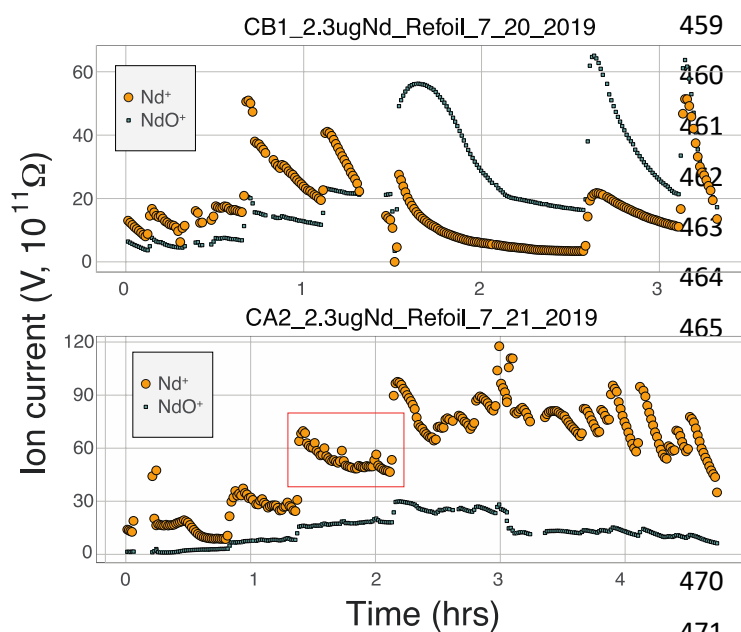 CB1_2.3ugNd_Refoil_7_20_2019 459
60 460
Nd⁺
NdO⁺
40 461
20 462
463
0
0 1 2 3
464
CA2_2.3ugNd_Refoil_7_21_2019 465
120
Nd⁺
NdO⁺
90
60
30
0
0 1 2 3 4 470
Time (hrs) 471
Ion current (V, 10¹¹Ω)